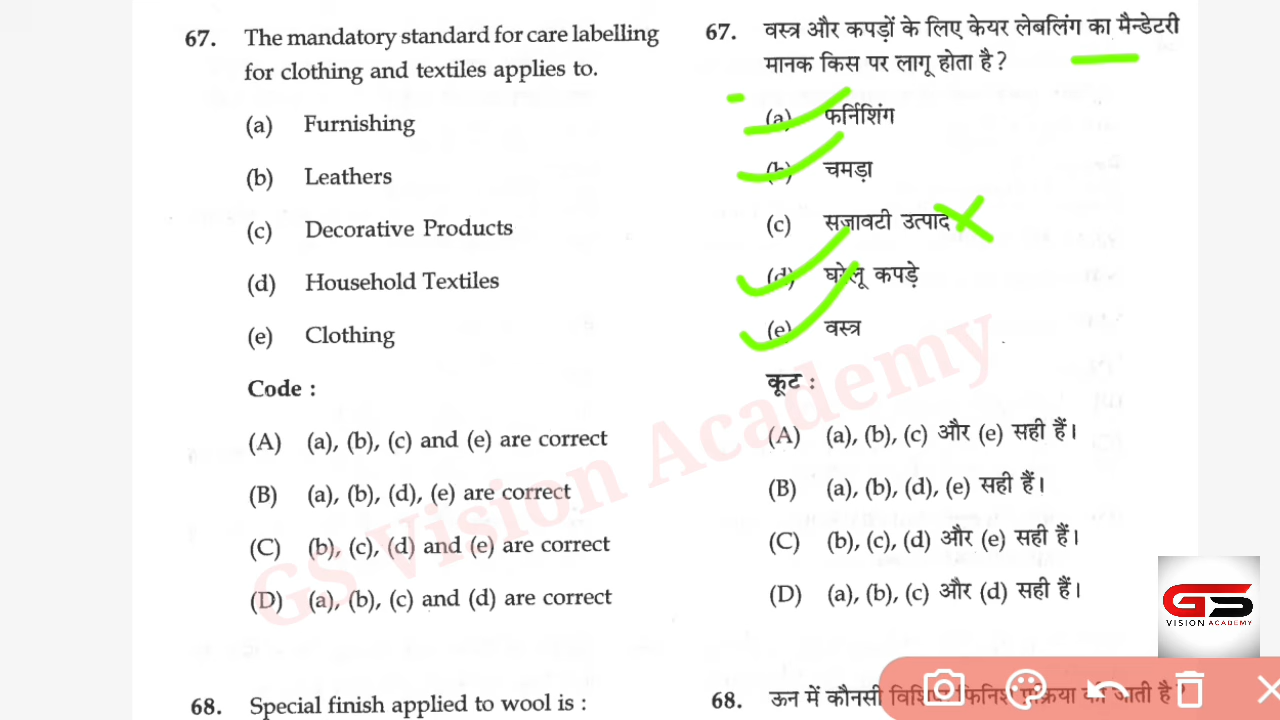 67. The mandatory standard for care labelling
for clothing and textiles applies to.
(a) Furnishing
(b) Leathers
(c) Decorative Products
(d) Household Textiles
(e) Clothing
Code :
(A) (a), (b), (c) and (e) are correct
(B) (a), (b), (d), (e) are correct
(C) (b), (c), (d) and (e) are correct
(D) (a), (b), (c) and (d) are correct
68. Special finish applied to wool is :
67. वस्त्र और कपड़ों के लिए केयर लेबलिंग का मैन्डेटरी
मानक किस पर लागू होता है?
(a) फर्निशिंग
(b) चमड़ा
(c) सजावटी उत्पाद
(d) घरेलू कपड़े
(e) वस्त्र
कूट :
(A) (a), (b), (c) और (e) सही हैं।
(B) (a), (b), (d), (e) सही हैं।
(C) (b), (c), (d) और (e) सही हैं।
(D) (a), (b), (c) और (d) सही हैं।
68. ऊन में कौनसी विशिष्ट फिनिश प्रक्रिया की जाती है?
GS Vision Academy
GS
VISION ACADEMY